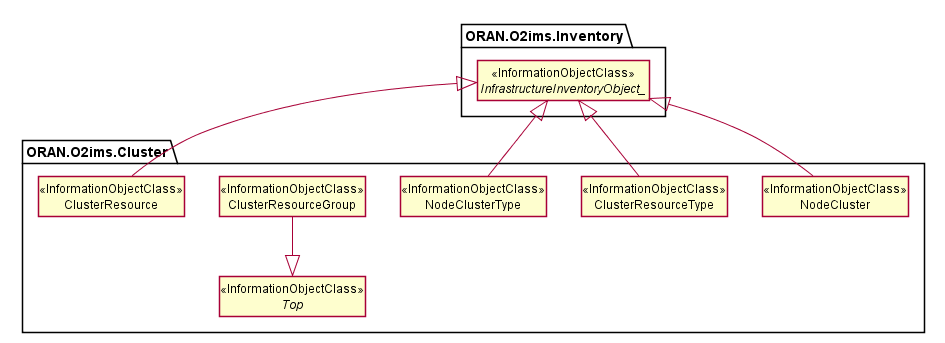 ORAN.O2ims.Inventory
«InformationObjectClass»
InfrastructureInventoryObject_
ORAN.O2ims.Cluster
«InformationObjectClass»
ClusterResource
«InformationObjectClass»
ClusterResourceGroup
«InformationObjectClass»
NodeClusterType
«InformationObjectClass»
ClusterResourceType
«InformationObjectClass»
NodeCluster
«InformationObjectClass»
Top